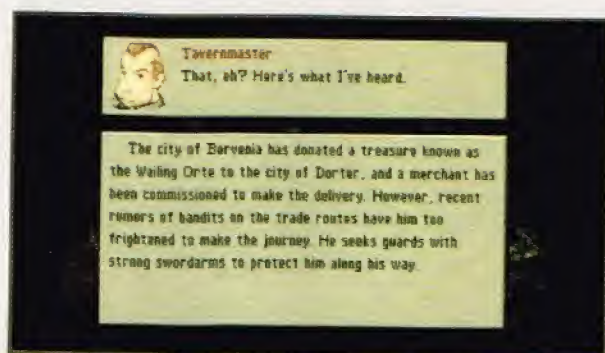 Tavernmaster
That, eh? Here's what I've heard.
The city of Bervenia has donated a treasure known as
the Wailing Orte to the city of Dorter, and a merchant has
been commissioned to make the delivery. However, recent
rumors of bandits on the trade routes have him too
frightened to make the journey. He seeks guards with
strong swordarms to protect him along his way.